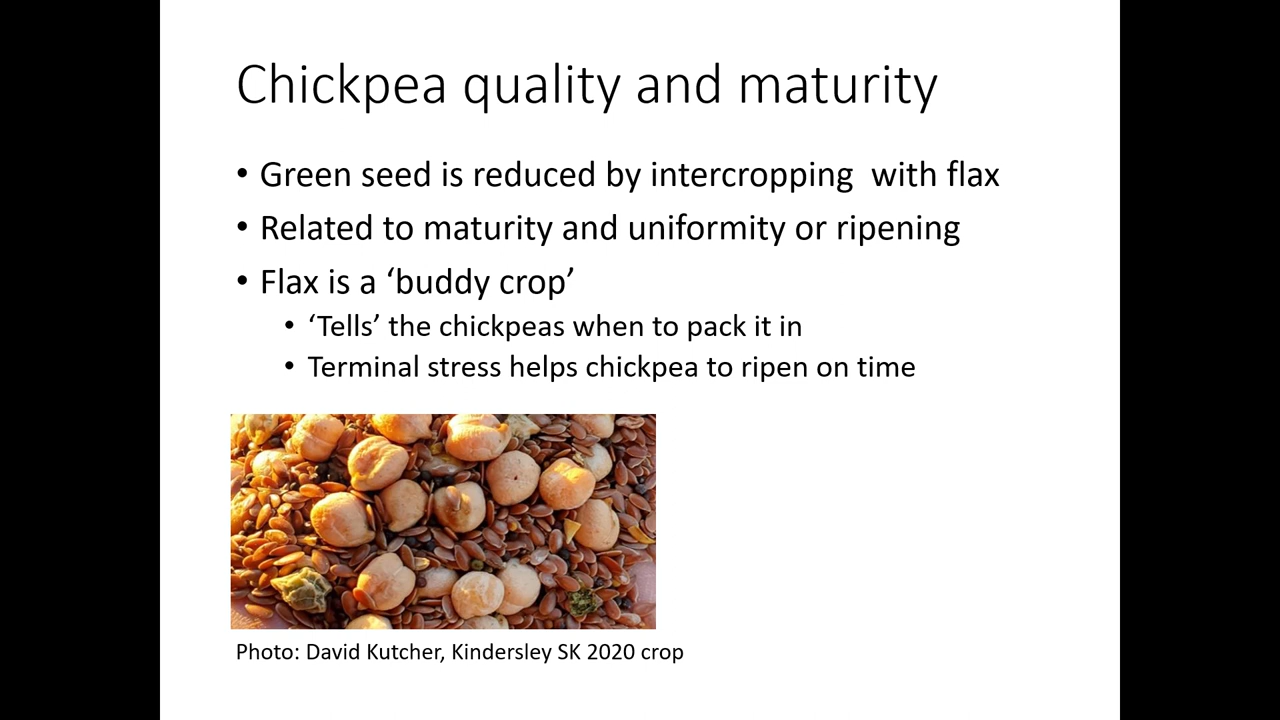 Chickpea quality and maturity
• Green seed is reduced by intercropping  with flax
• Related to maturity and uniformity or ripening
• Flax is a ‘buddy crop’
• ‘Tells’ the chickpeas when to pack it in
• Terminal stress helps chickpea to ripen on time
Photo: David Kutcher, Kindersley SK 2020 crop